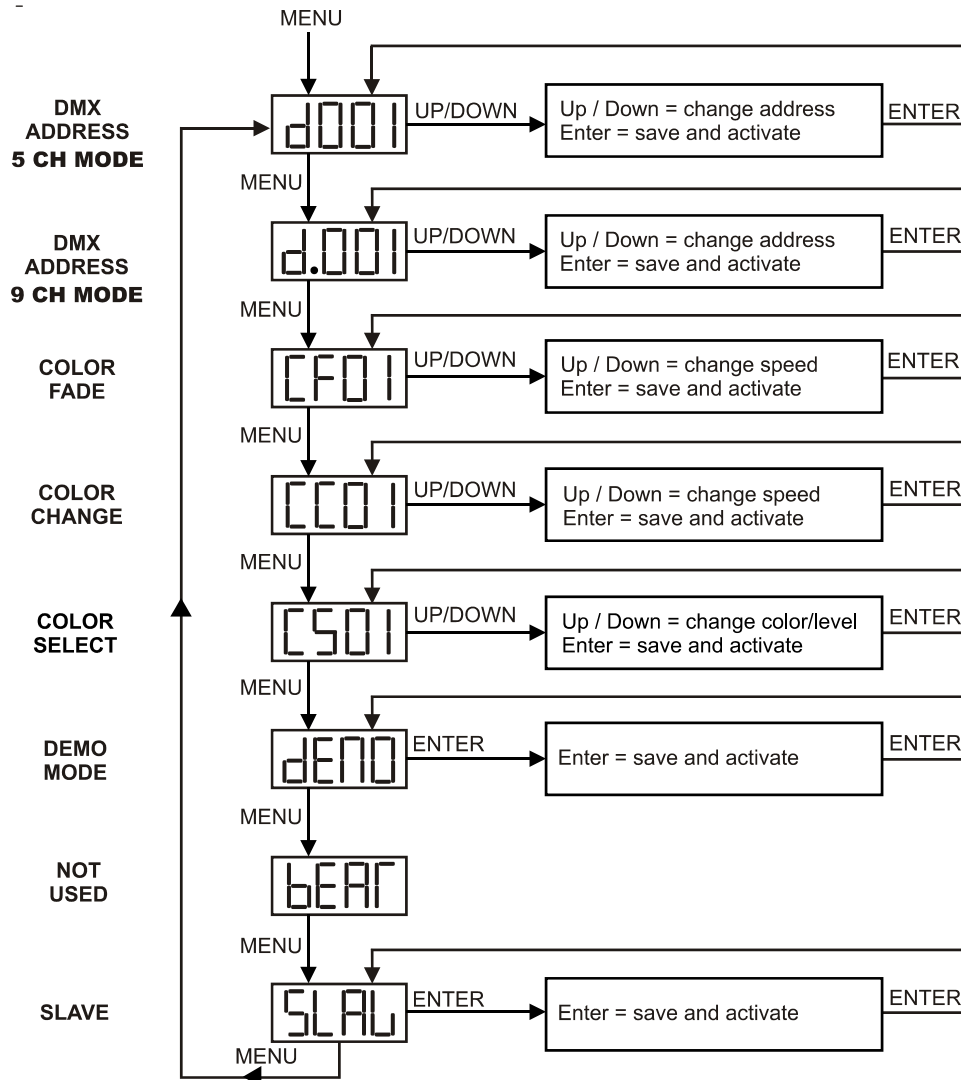 MENU
DMX
ADDRESS
5 CH MODE
d001
UP/DOWN
Up / Down = change address
Enter = save and activate
ENTER
MENU
DMX
ADDRESS
9 CH MODE
d.001
UP/DOWN
Up / Down = change address
Enter = save and activate
ENTER
MENU
COLOR
FADE
CF01
UP/DOWN
Up / Down = change speed
Enter = save and activate
ENTER
MENU
COLOR
CHANGE
CC01
UP/DOWN
Up / Down = change speed
Enter = save and activate
ENTER
MENU
COLOR
SELECT
CS01
UP/DOWN
Up / Down = change color/level
Enter = save and activate
ENTER
MENU
DEMO
MODE
dEMO
ENTER
Enter = save and activate
ENTER
MENU
NOT
USED
bEAT
MENU
SLAVE
SLAV
ENTER
Enter = save and activate
ENTER
MENU